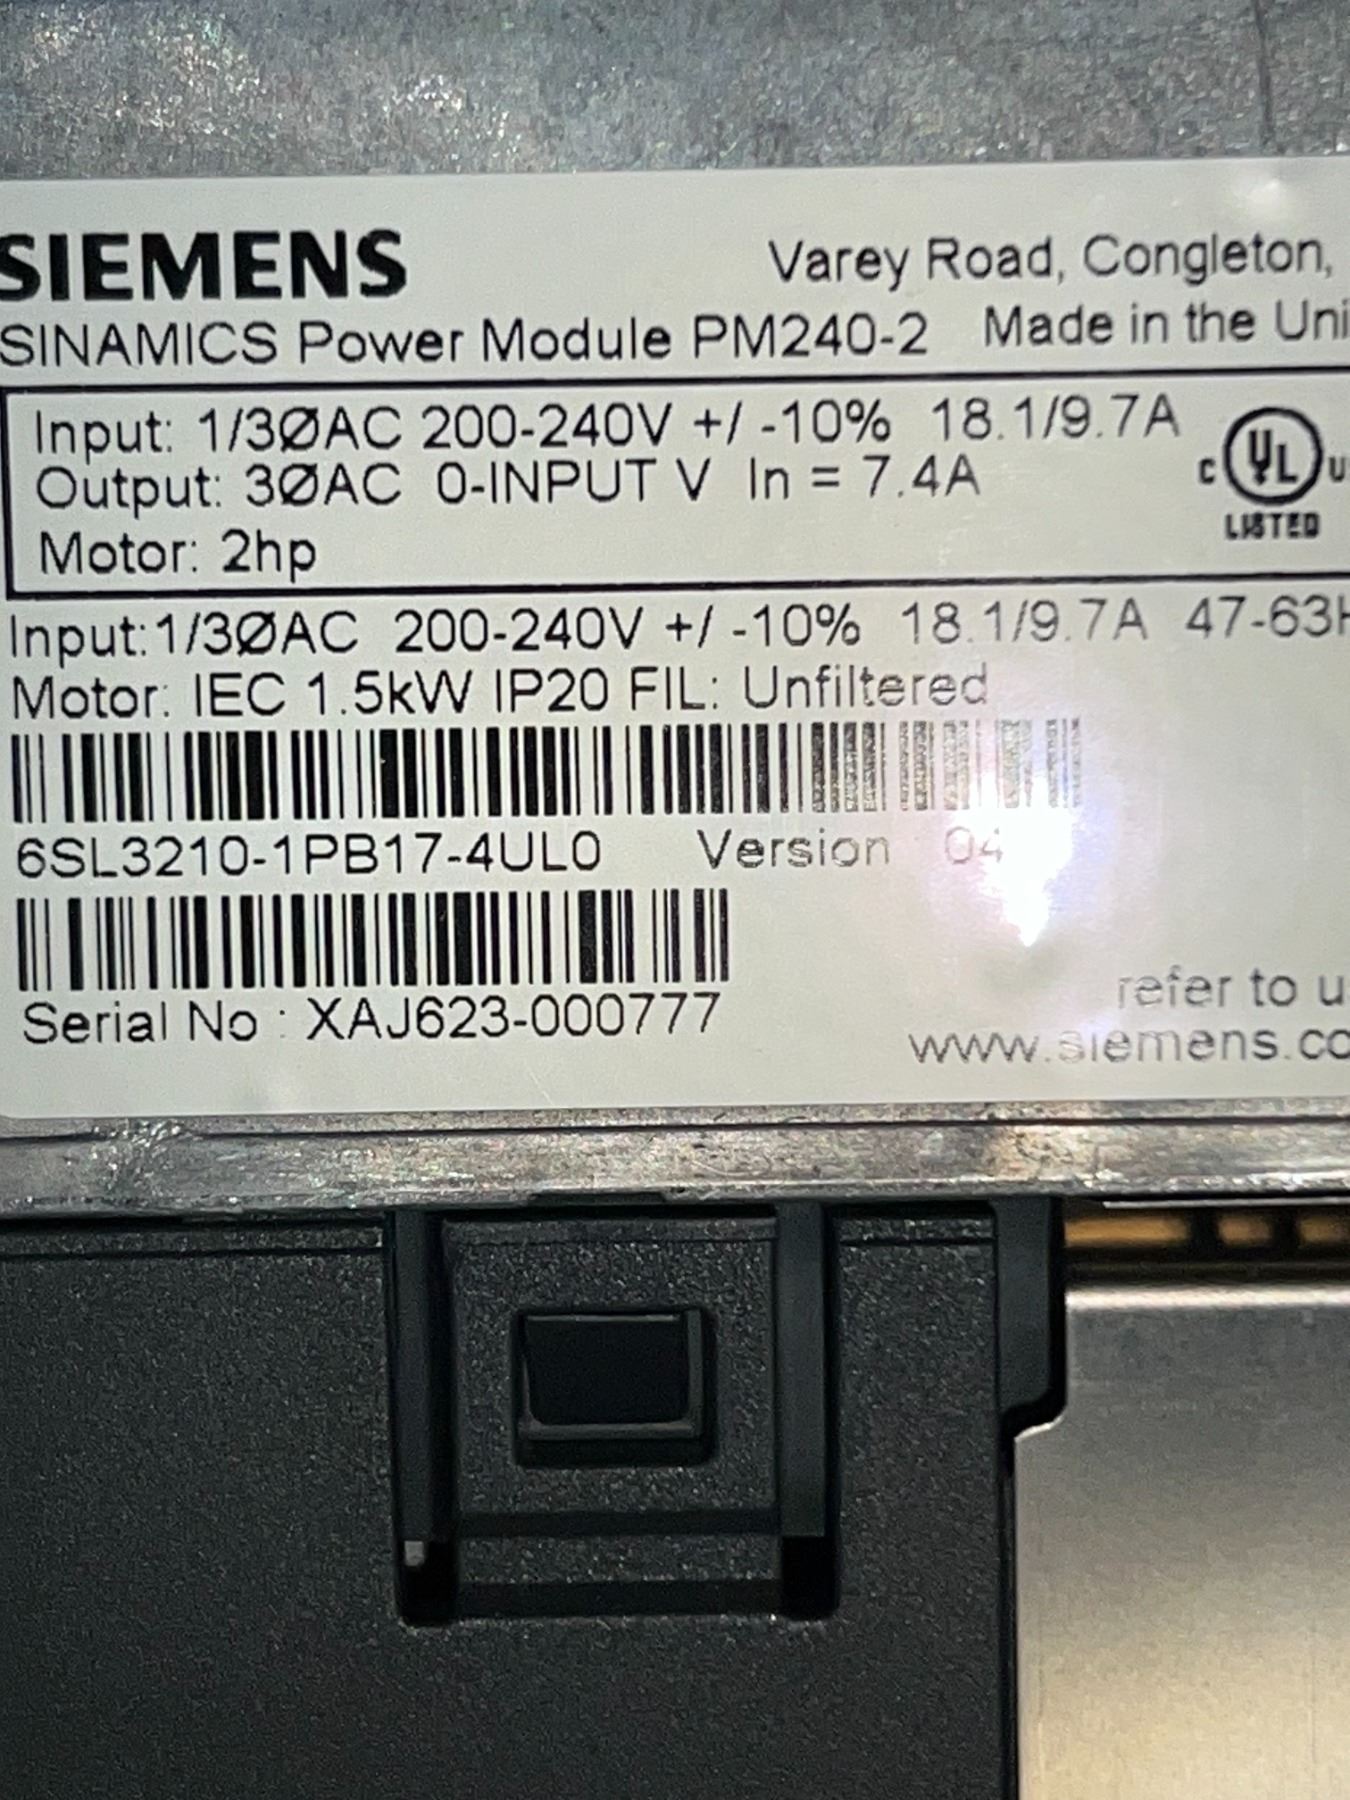 SIEMENS
Varey Road, Congleton,
SINAMICS Power Module PM240-2 Made in the Uni
Input: 1/3ØAC 200-240V +/ -10% 18.1/9.7A
Output: 3ØAC 0-INPUT V In = 7.4A
Motor: 2hp
C UL US
LISTED
Input:1/3ØAC 200-240V +/ -10% 18.1/9.7A 47-63H
Motor: IEC 1.5kW IP20 FIL: Unfiltered
6SL3210-1PB17-4UL0 Version 04
Serial No : XAJ623-000777
refer to u
www.siemens.co